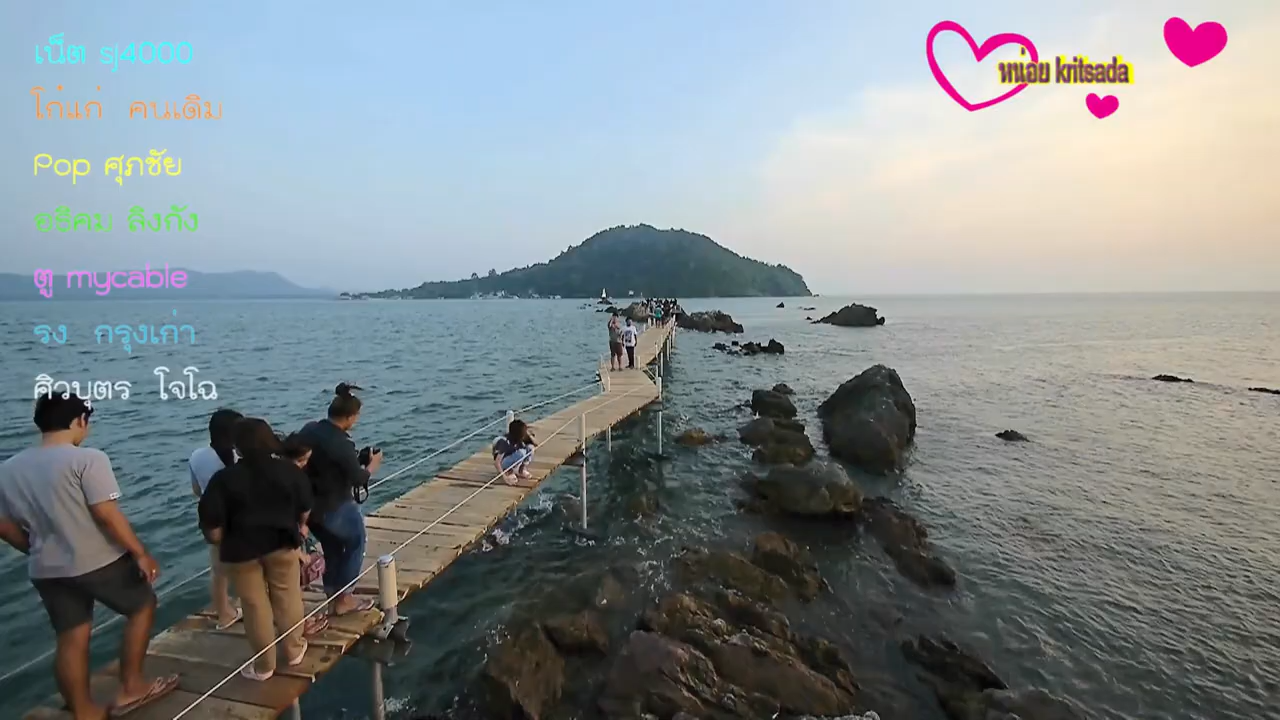 เน็ต sj4000
โก๋แก่ คนเดิม
Pop ศุภชัย
อธิคม ลิงกัง
ตู mycable
รง กรุงเก่า
ศิวบุตร โจโฉ
หน่อย kritsada